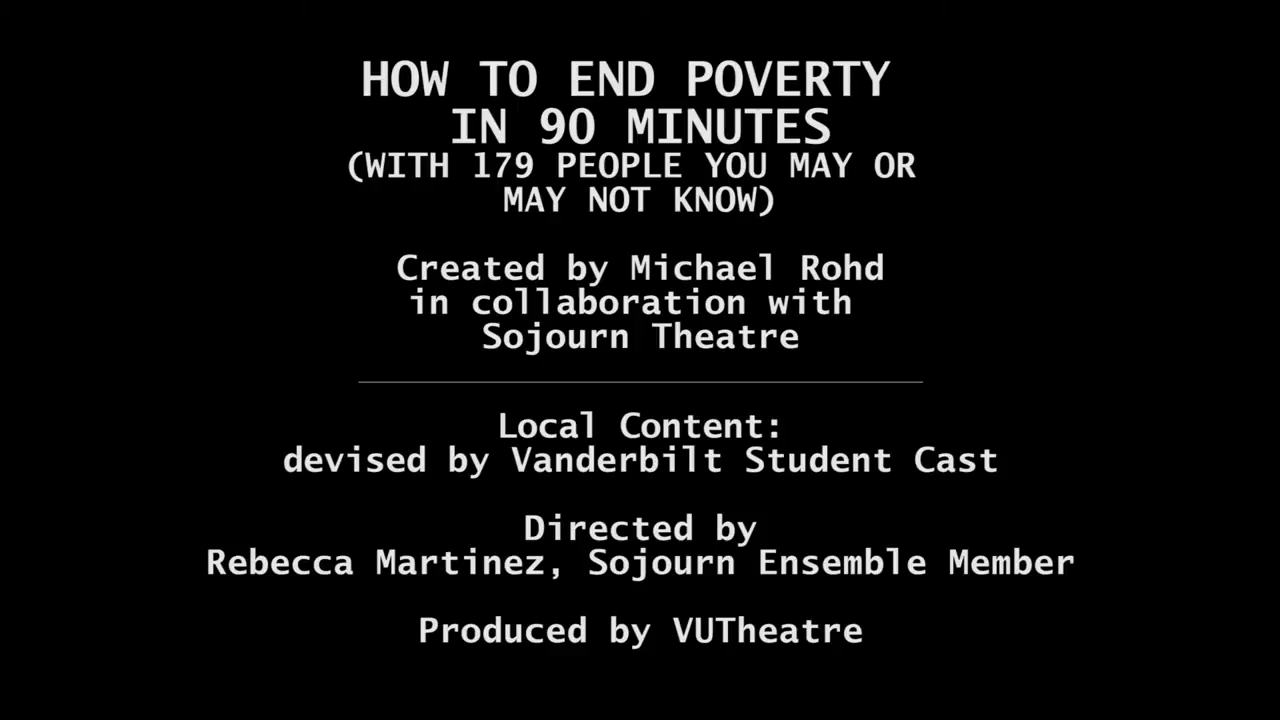 HOW TO END POVERTY
IN 90 MINUTES
(WITH 179 PEOPLE YOU MAY OR
MAY NOT KNOW)
Created by Michael Rohd
in collaboration with
Sojourn Theatre
Local Content:
devised by Vanderbilt Student Cast
Directed by
Rebecca Martinez, Sojourn Ensemble Member
Produced by VUTheatre